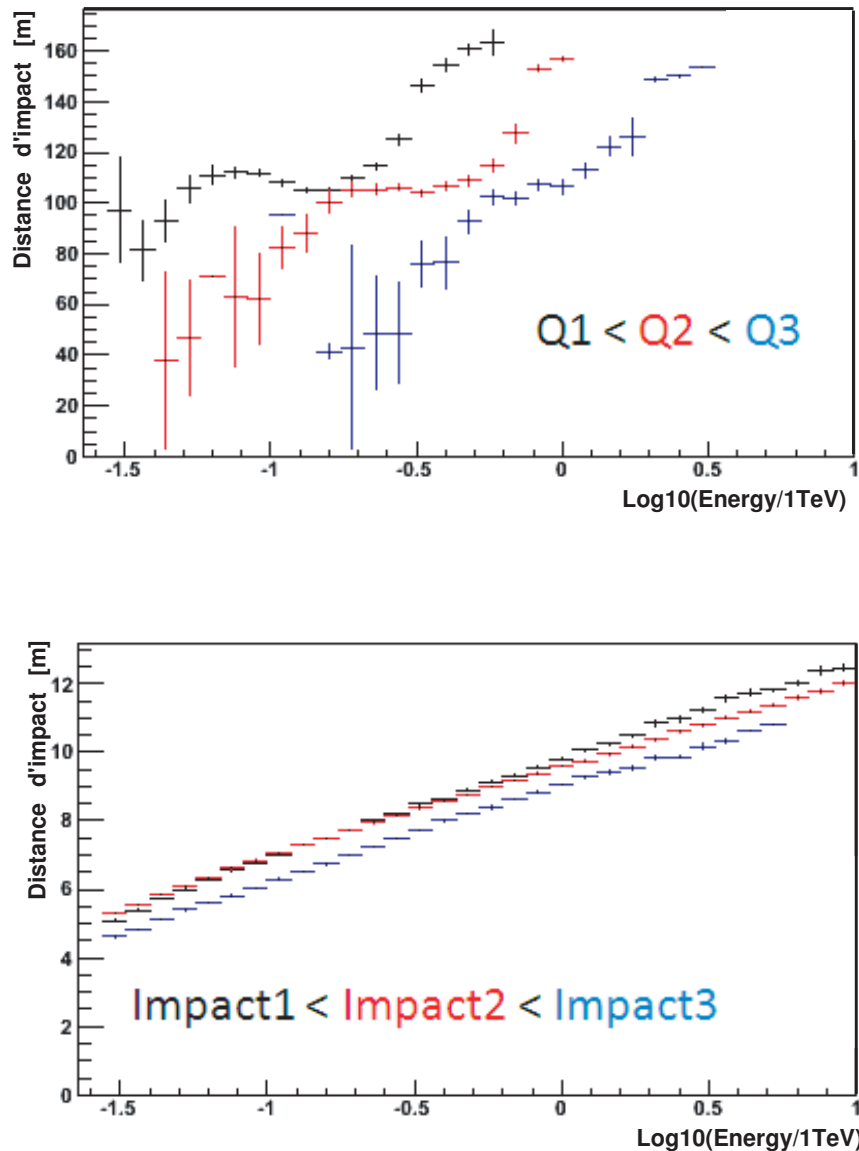 Distance d'impact [m]
160
140
120
100
80
60
40
20
0
Q1 < Q2 < Q3
-1.5 -1 -0.5 0 0.5 1
Log10(Energy/1TeV)
Distance d'impact [m]
12
10
8
6
4
2
0
Impact1 < Impact2 < Impact3
-1.5 -1 -0.5 0 0.5 1
Log10(Energy/1TeV)